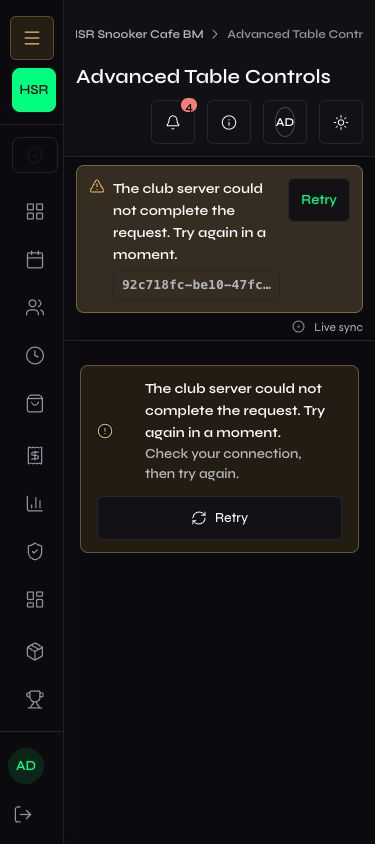 HSR
HSR Snooker Cafe BM > Advanced Table Contr
Advanced Table Controls
4
AD
The club server could
not complete the
request. Try again in a
moment.
Retry
92c718fc-be10-47fc…
Live sync
The club server could not
complete the request. Try
again in a moment.
Check your connection,
then try again.
Retry
AD